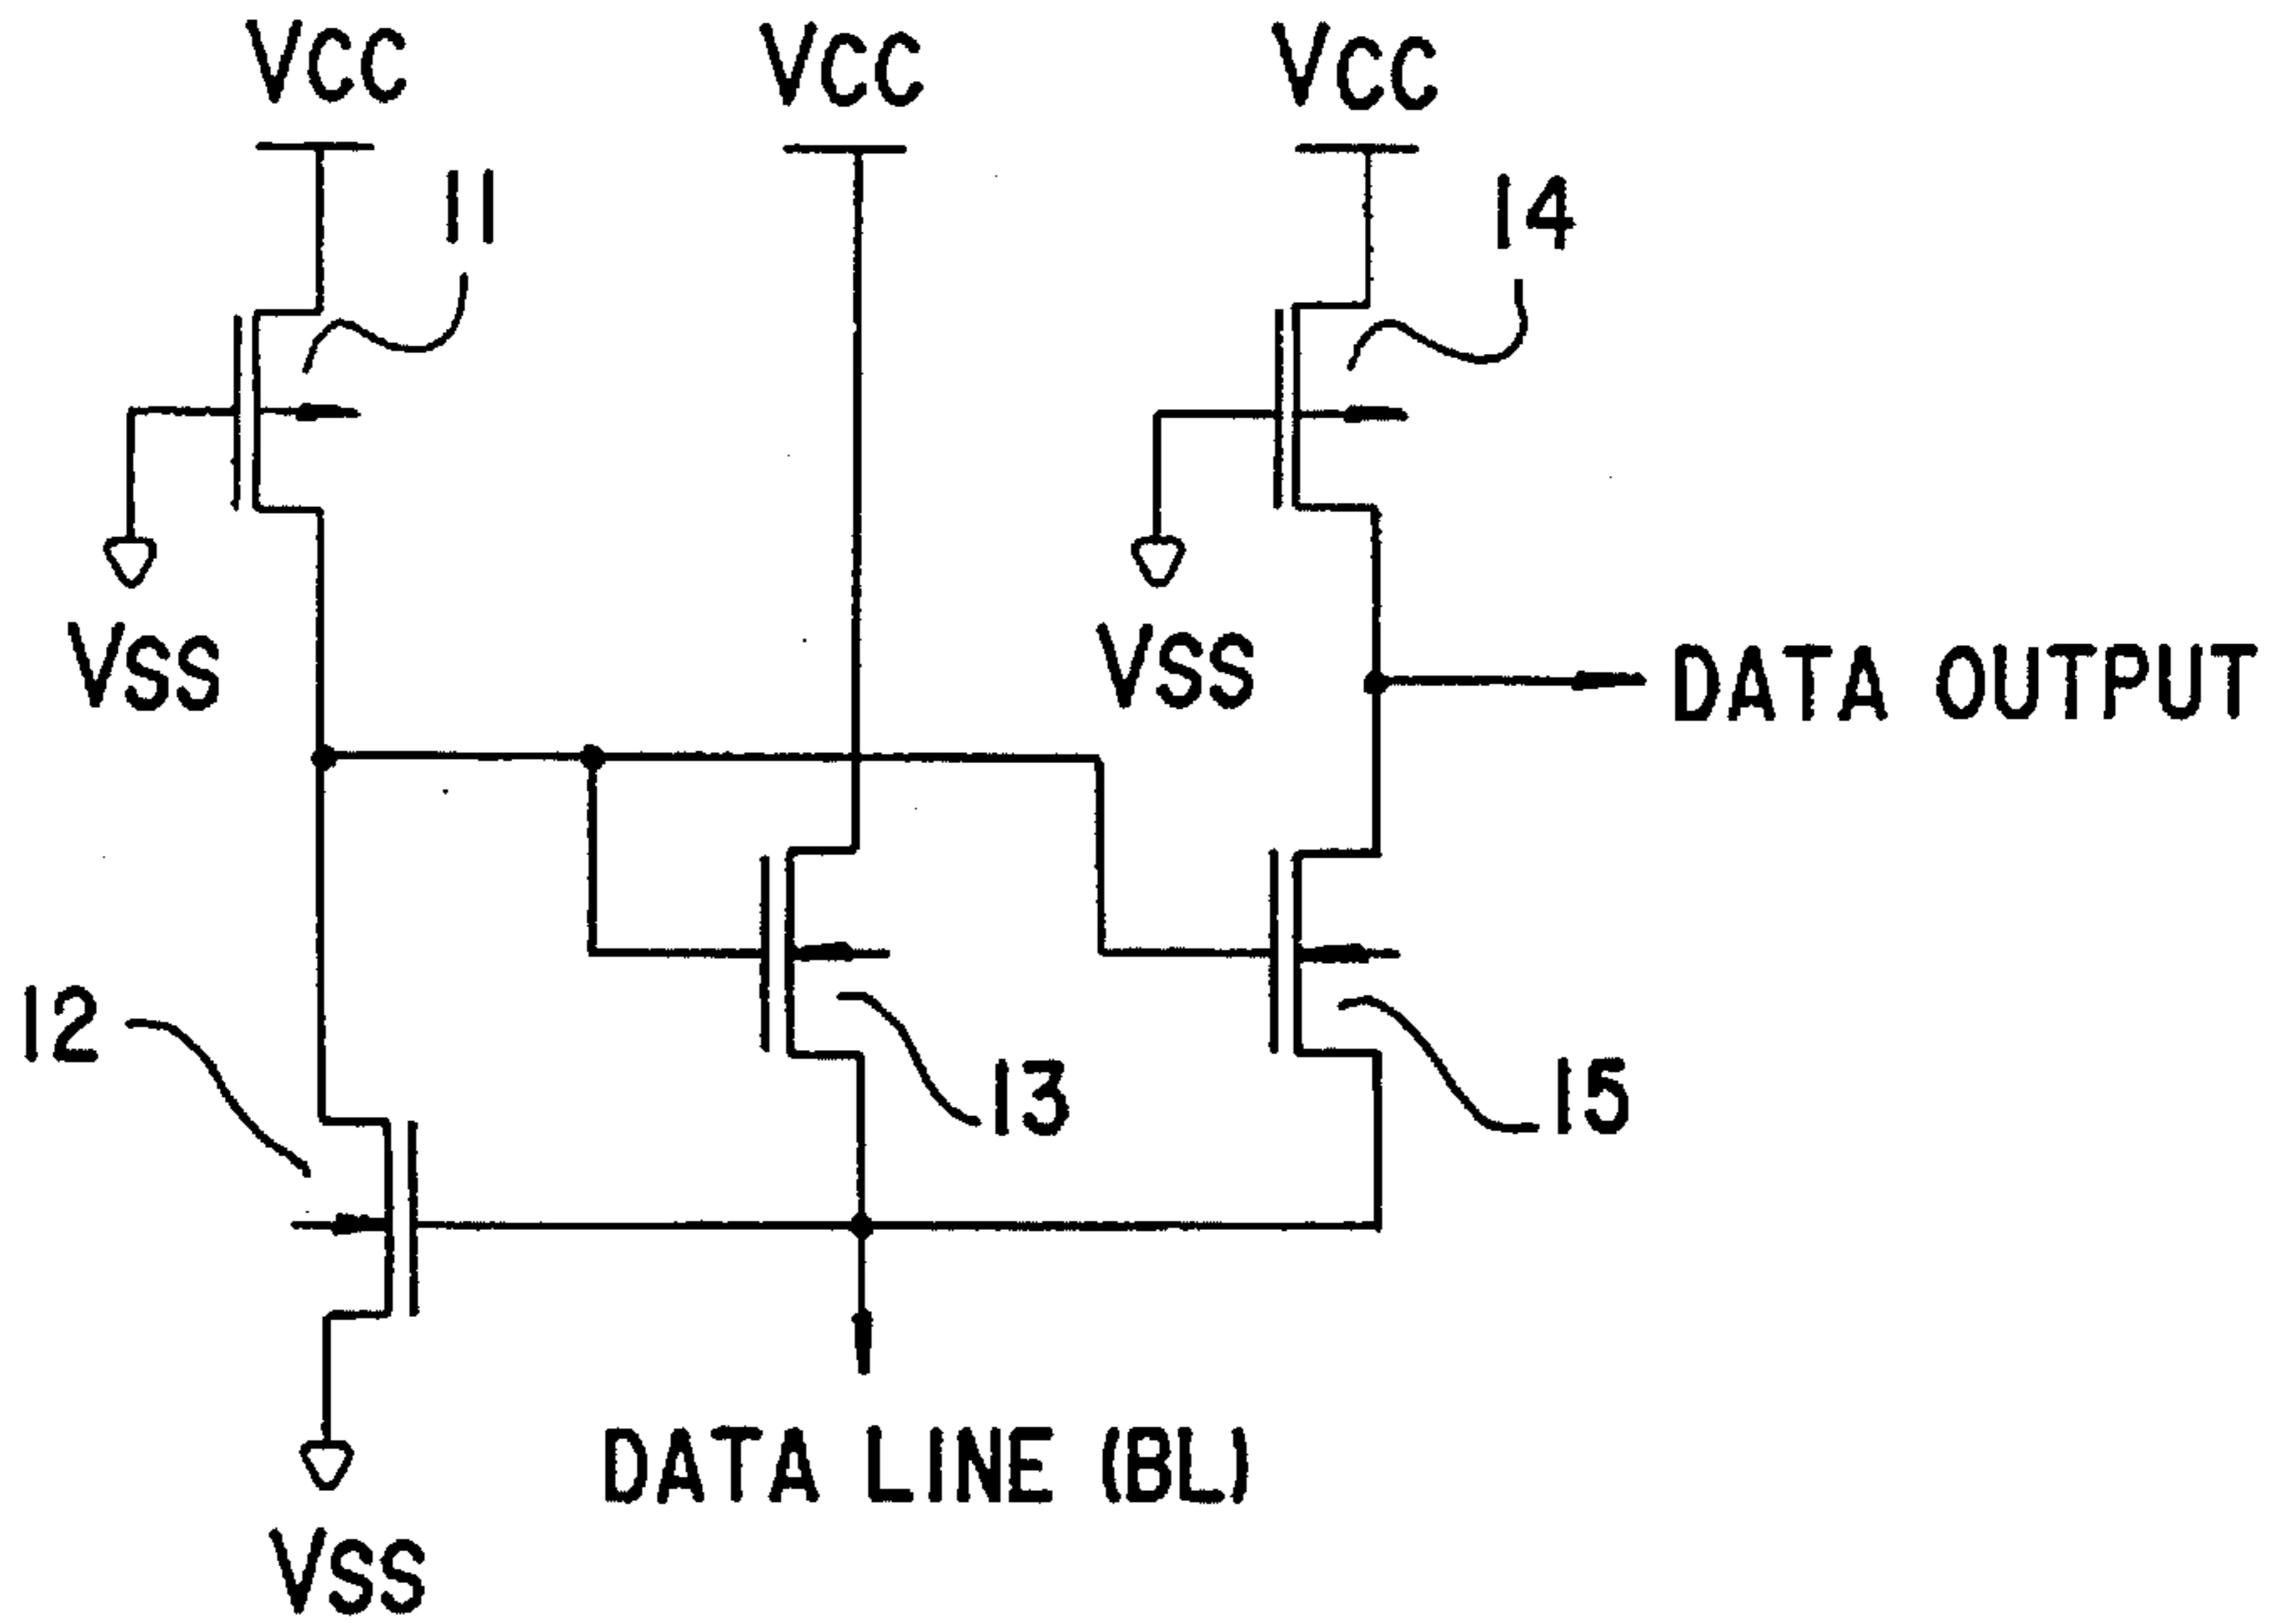 VCC
VCC
VCC
11
14
VSS
VSS
DATA OUTPUT
12
13
15
DATA LINE (BL)
VSS